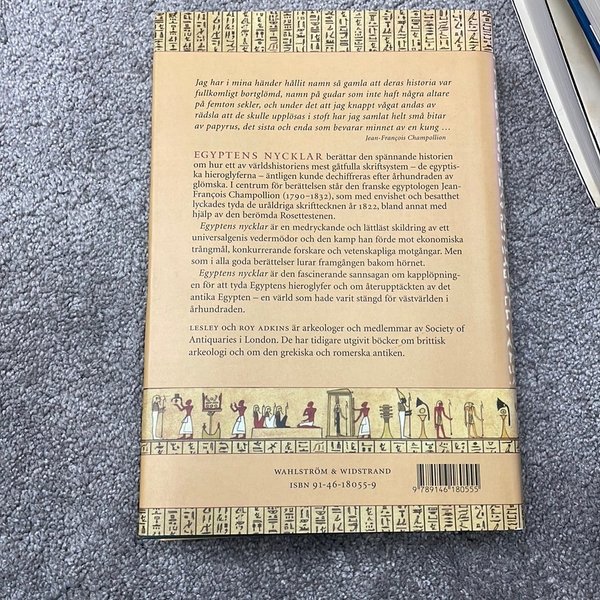 Jag har i mina händer hållit namn så gamla att deras historia var
fullkomligt bortglömd, namn på gudar som inte haft några altare
på femton sekler, och under det att jag knappt vågat andas av
rädsla att de skulle upplösas i stoft har jag samlat helt små bitar
av papyrus, det sista och enda som bevarar minnet av en kung ...
Jean-François Champollion
EGYPTENS NYCKLAR berättar den spännande historien
om hur ett av världshistoriens mest gåtfulla skriftsystem – de egyptis-
ka hieroglyferna – äntligen kunde dechiffreras efter århundraden av
glömska. I centrum för berättelsen står den franske egyptologen Jean-
François Champollion (1790–1832), som med envishet och besatthet
lyckades tyda de uråldriga skrifttecknen år 1822, bland annat med
hjälp av den berömda Rosettestenen.
Egyptens nycklar är en medryckande och lättläst skildring av ett
universalgenis vedermödor och den kamp han förde mot ekonomiska
trångmål, konkurrerande forskare och vetenskapliga motgångar. Men
som i alla goda berättelser lurar framgången bakom hörnet.
Egyptens nycklar är den fascinerande sannsagan om kapplöpning-
en för att tyda Egyptens hieroglyfer och om återupptäckten av det
antika Egypten – en värld som hade varit stängd för västvärlden i
århundraden.
LESLEY och ROY ADKINS är arkeologer och medlemmar av Society of
Antiquaries i London. De har tidigare utgivit böcker om brittisk
arkeologi och om den grekiska och romerska antiken.
WAHLSTRÖM & WIDSTRAND
ISBN 91-46-18055-9
9 789146 180555